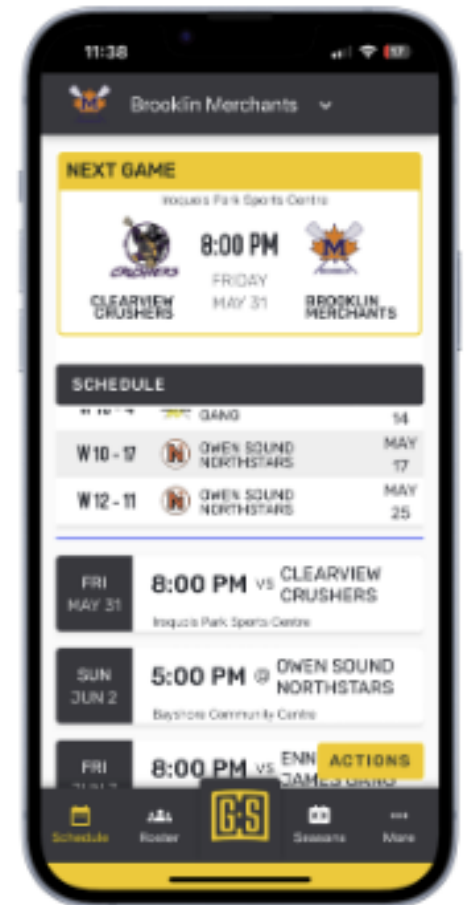 11:38
17
Brooklin Merchants
NEXT GAME
Iroquois Park Sports Centre
8:00 PM
FRIDAY
MAY 31
CRUSHERS
M
CLEARVIEW
CRUSHERS
BROOKLIN
MERCHANTS
SCHEDULE
GANG
14
W 10 - 17
N
OWEN SOUND
NORTHSTARS
MAY
17
W 12 - 11
N
OWEN SOUND
NORTHSTARS
MAY
25
FRI
MAY 31
8:00 PM vs CLEARVIEW
CRUSHERS
Iroquois Park Sports Centre
SUN
JUN 2
5:00 PM @ OWEN SOUND
NORTHSTARS
Bayshore Community Centre
FRI
8:00 PM vs ENN
JAMES GANG
ACTIONS
Schedule
Roster
G:S
Seasons
More